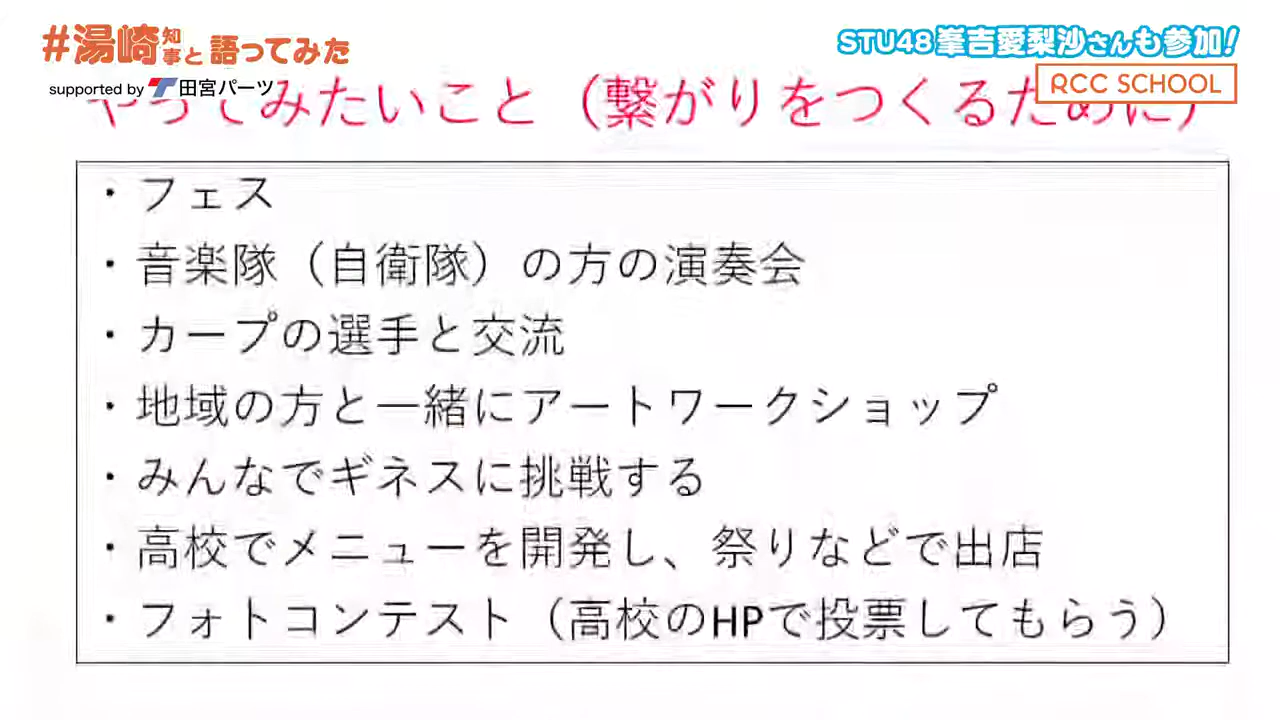 #湯崎知事と語ってみた
supported by 田宮パーツ
STU48峯吉愛梨沙さんも参加!
RCC SCHOOL
やってみたいこと（繋がりをつくるために）
・フェス
・音楽隊（自衛隊）の方の演奏会
・カープの選手と交流
・地域の方と一緒にアートワークショップ
・みんなでギネスに挑戦する
・高校でメニューを開発し、祭りなどで出店
・フォトコンテスト（高校のHPで投票してもらう）